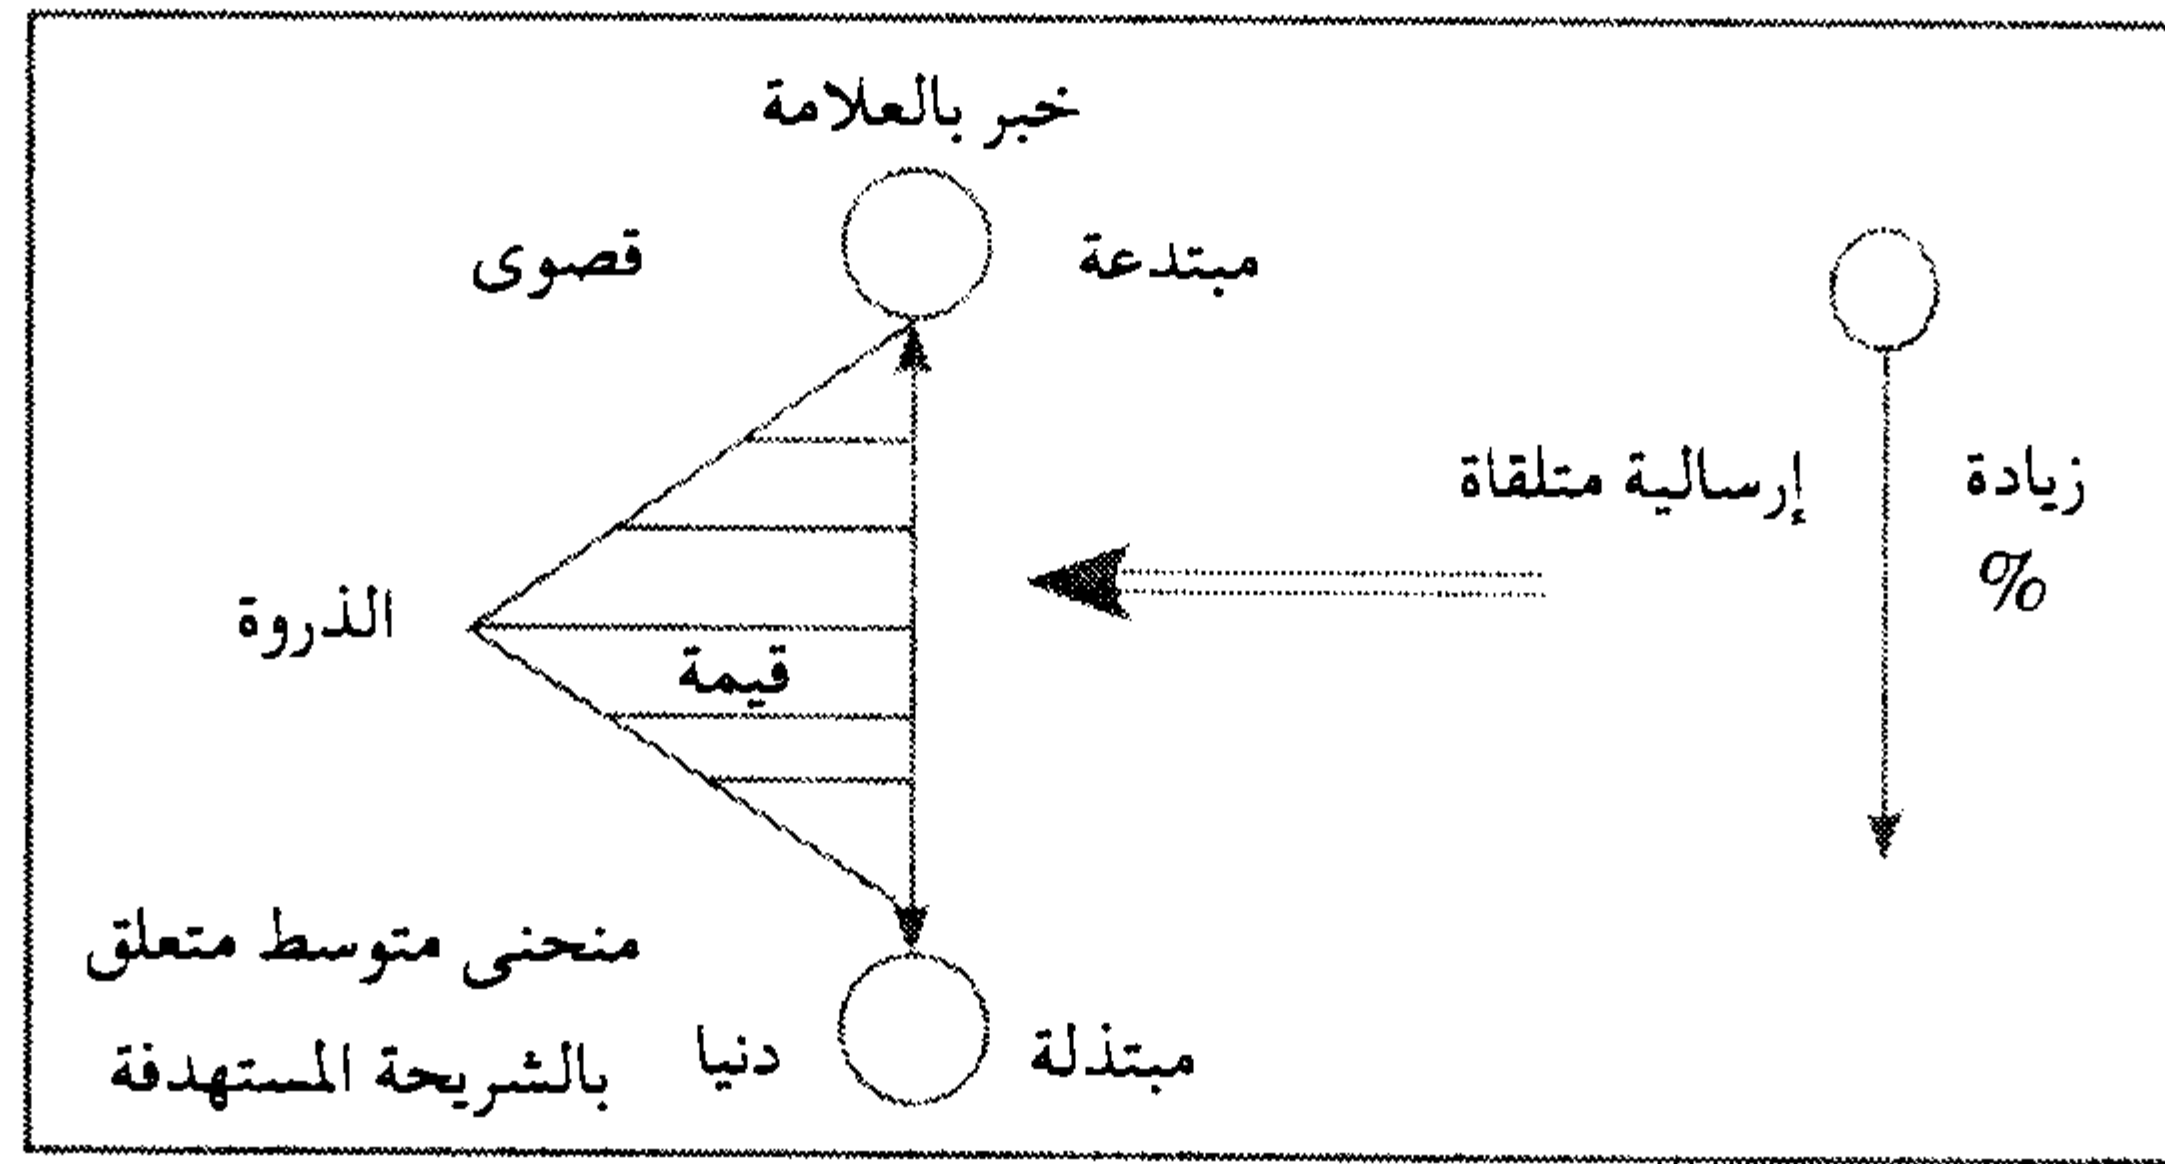 خبر بالعلامة
مبتدعة
قصوى
زيادة
%
إرسالية متلقاة
الذروة
قيمة
منحنى متوسط متعلق
بالشريحة المستهدفة
دنيا
مبتذلة